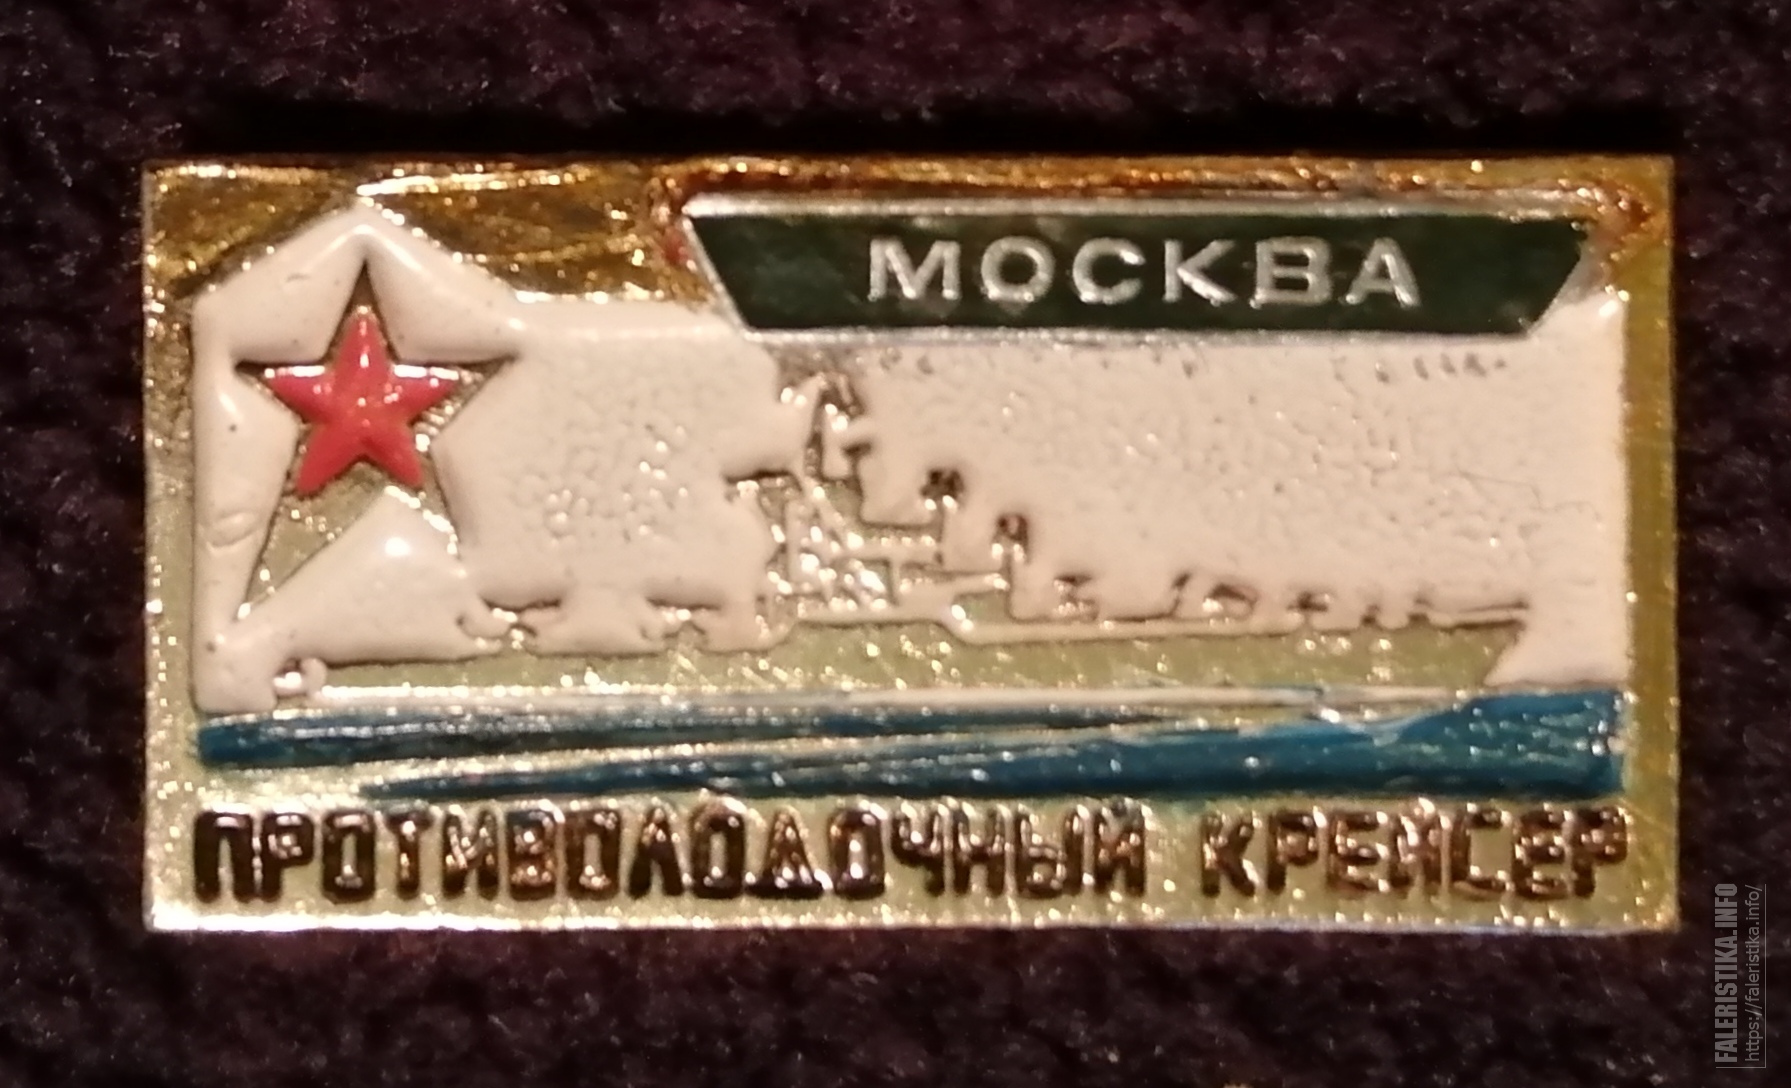 МОСКВА
ПРОТИВОЛОДОЧНЫЙ КРЕЙСЕР
FALERISTIKA.INFO
https://faleristika.info/